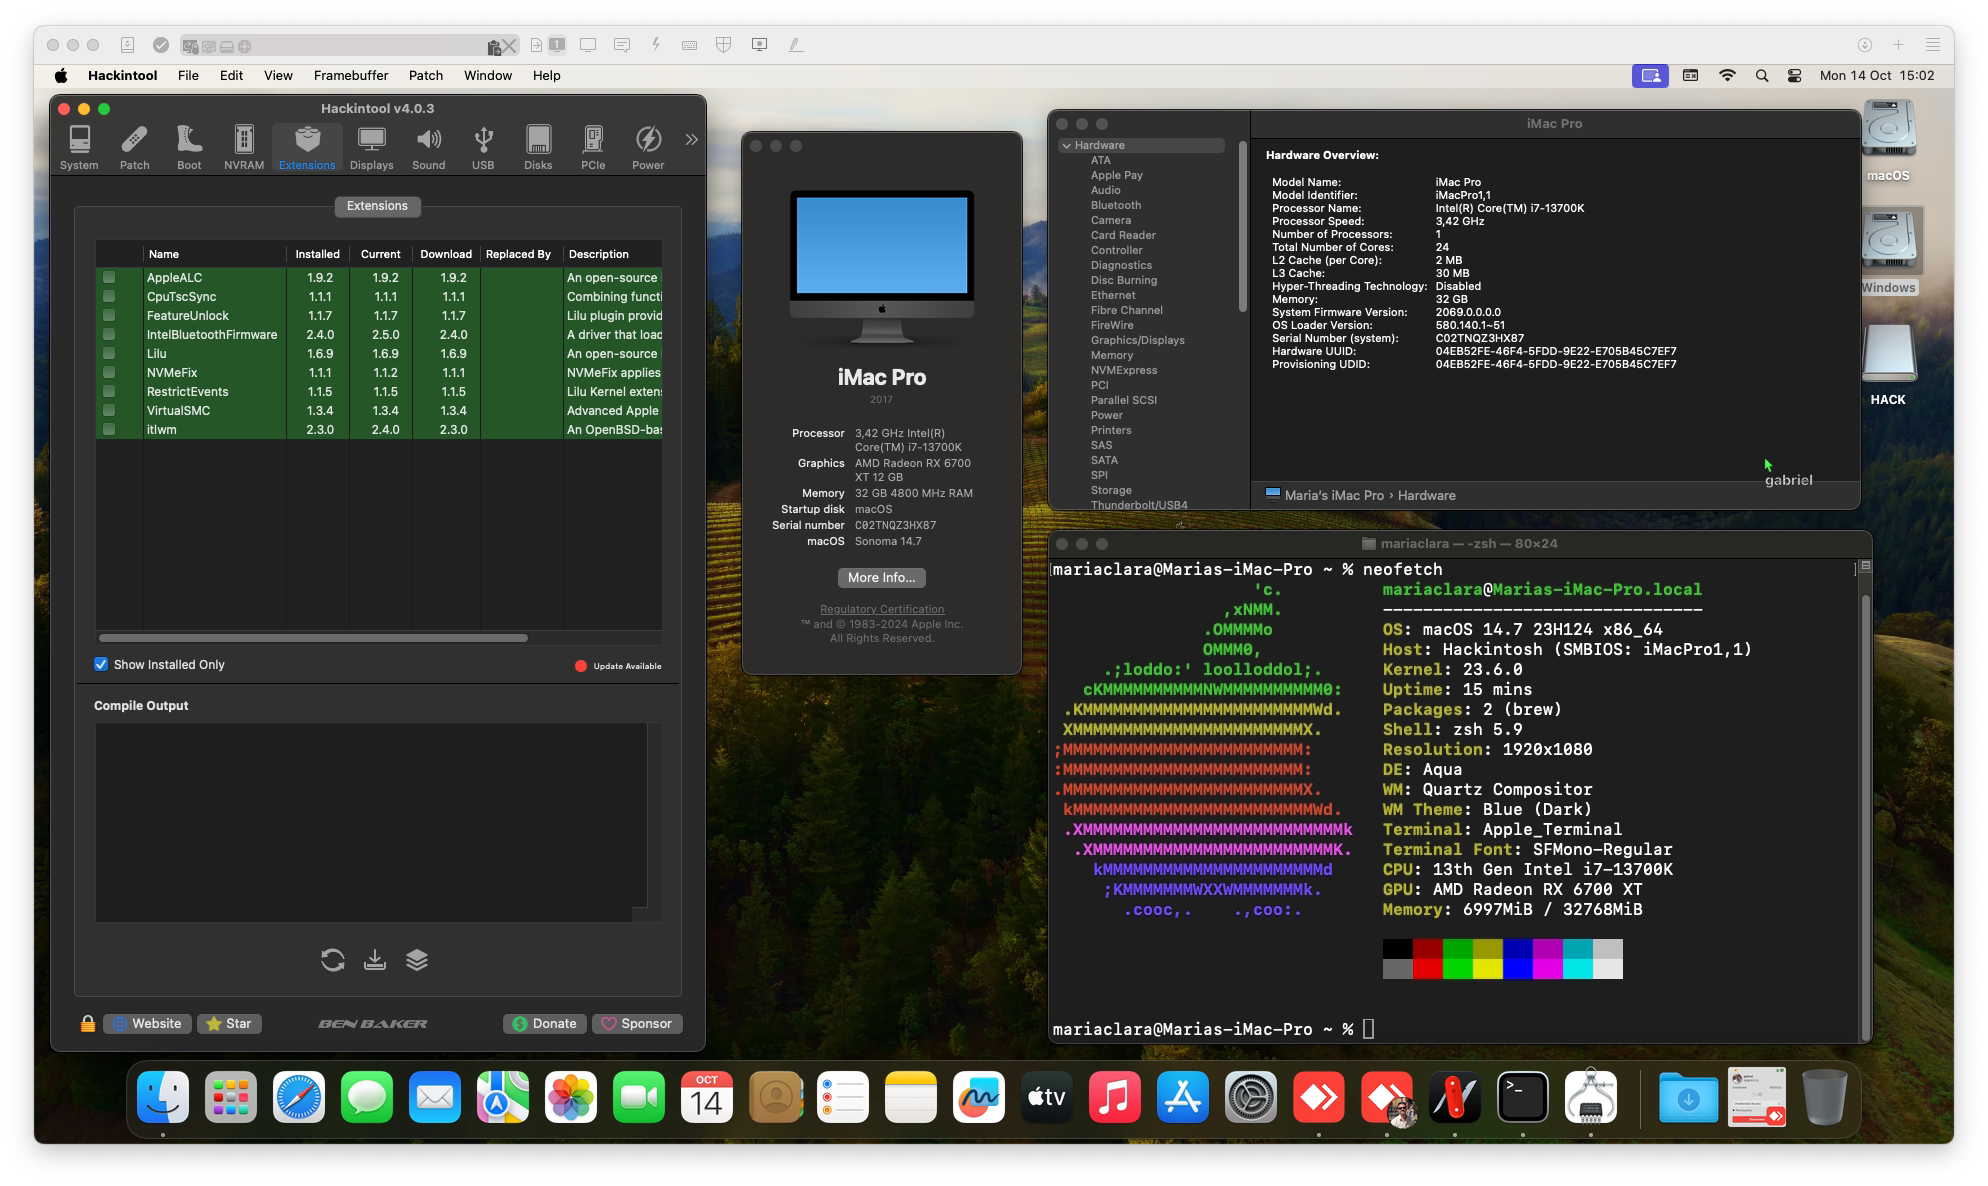 1
Hackintool File Edit View Framebuffer Patch Window Help
Mon 14 Oct 15:02
Hackintool v4.0.3
System Patch Boot NVRAM Extensions Displays Sound USB Disks PCIe Power
Extensions
Name Installed Current Download Replaced By Description
AppleALC 1.9.2 1.9.2 1.9.2 An open-source
CpuTscSync 1.1.1 1.1.1 1.1.1 Combining functi
FeatureUnlock 1.1.7 1.1.7 1.1.7 Lilu plugin provid
IntelBluetoothFirmware 2.4.0 2.5.0 2.4.0 A driver that load
Lilu 1.6.9 1.6.9 1.6.9 An open-source
NVMeFix 1.1.1 1.1.2 1.1.1 NVMeFix applies
RestrictEvents 1.1.5 1.1.5 1.1.5 Lilu Kernel exten
VirtualSMC 1.3.4 1.3.4 1.3.4 Advanced Apple
itlwm 2.3.0 2.4.0 2.3.0 An OpenBSD-bas
Show Installed Only
Update Available
Compile Output
Website
Star
BEN BAKER
Donate
Sponsor
iMac Pro
2017
Processor 3,42 GHz Intel(R)
Core(TM) i7-13700K
Graphics AMD Radeon RX 6700
XT 12 GB
Memory 32 GB 4800 MHz RAM
Startup disk macOS
Serial number C02TNQZ3HX87
macOS Sonoma 14.7
More Info...
Regulatory Certification
™ and © 1983-2024 Apple Inc.
All Rights Reserved.
iMac Pro
Hardware
ATA
Apple Pay
Audio
Bluetooth
Camera
Card Reader
Controller
Diagnostics
Disc Burning
Ethernet
Fibre Channel
FireWire
Graphics/Displays
Memory
NVMExpress
PCI
Parallel SCSI
Power
Printers
SAS
SATA
SPI
Storage
Thunderbolt/USB4
Hardware Overview:
Model Name: iMac Pro
Model Identifier: iMacPro1,1
Processor Name: Intel(R) Core(TM) i7-13700K
Processor Speed: 3,42 GHz
Number of Processors: 1
Total Number of Cores: 24
L2 Cache (per Core): 2 MB
L3 Cache: 30 MB
Hyper-Threading Technology: Disabled
Memory: 32 GB
System Firmware Version: 2069.0.0.0.0
OS Loader Version: 580.140.1~51
Serial Number (system): C02TNQZ3HX87
Hardware UUID: 04EB52FE-46F4-5FDD-9E22-E705B45C7EF7
Provisioning UDID: 04EB52FE-46F4-5FDD-9E22-E705B45C7EF7
gabriel
Maria's iMac Pro › Hardware
macOS
Windows
HACK
mariaclara — -zsh — 80×24
[mariaclara@Marias-iMac-Pro ~ % neofetch ]
'c. mariaclara@Marias-iMac-Pro.local
,xNMM. --------------------------------
.OMMMMo OS: macOS 14.7 23H124 x86_64
OMMM0, Host: Hackintosh (SMBIOS: iMacPro1,1)
.;loddo:' loolloddol;. Kernel: 23.6.0
cKMMMMMMMMMMNWMMMMMMMMMM0: Uptime: 15 mins
.KMMMMMMMMMMMMMMMMMMMMMMMWd. Packages: 2 (brew)
XMMMMMMMMMMMMMMMMMMMMMMMX. Shell: zsh 5.9
;MMMMMMMMMMMMMMMMMMMMMMMM: Resolution: 1920x1080
:MMMMMMMMMMMMMMMMMMMMMMMM: DE: Aqua
.MMMMMMMMMMMMMMMMMMMMMMMMX. WM: Quartz Compositor
kMMMMMMMMMMMMMMMMMMMMMMMMWd. WM Theme: Blue (Dark)
.XMMMMMMMMMMMMMMMMMMMMMMMMMMk Terminal: Apple_Terminal
.XMMMMMMMMMMMMMMMMMMMMMMMMK. Terminal Font: SFMono-Regular
kMMMMMMMMMMMMMMMMMMMMMMd CPU: 13th Gen Intel i7-13700K
;KMMMMMMMWXXWMMMMMMMk. GPU: AMD Radeon RX 6700 XT
.cooc,. .,coo:. Memory: 6997MiB / 32768MiB
mariaclara@Marias-iMac-Pro ~ %
OCT
14
tv
>_